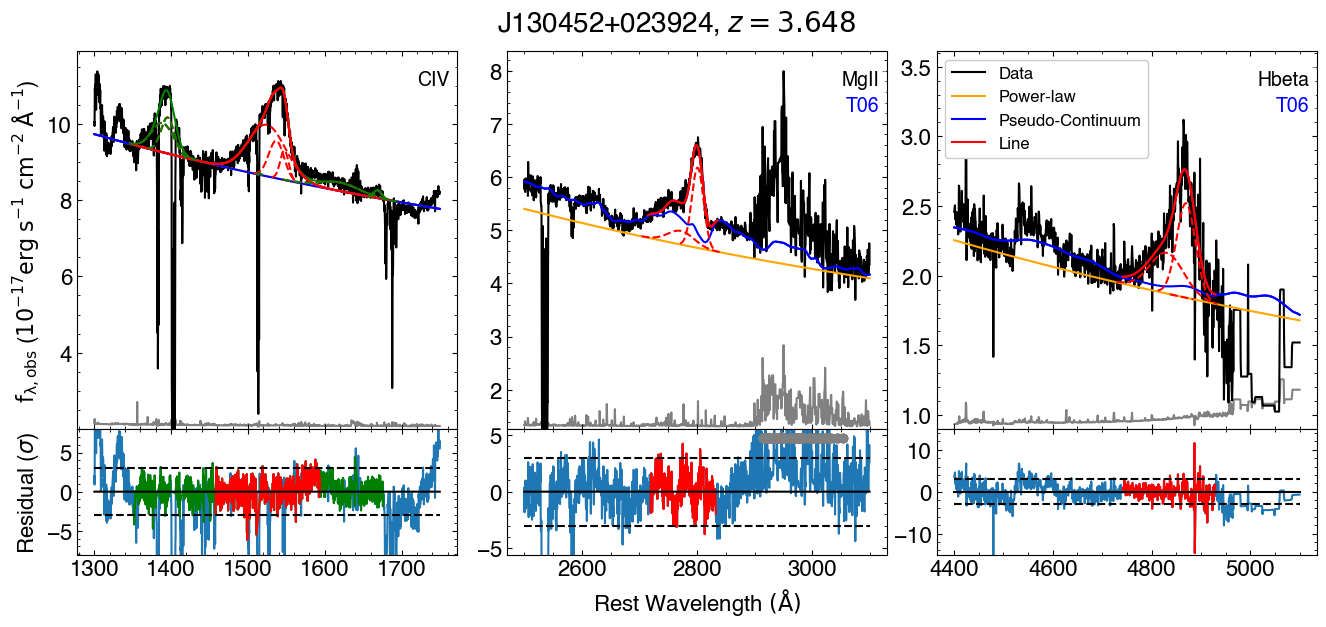 J130452+023924, z = 3.648
f_λ,obs (10^−17 erg s^−1 cm^−2 Å^−1)
10
8
6
4
CIV
8
7
6
5
4
3
2
MgII
T06
3.5
3.0
2.5
2.0
1.5
1.0
Data
Power-law
Pseudo-Continuum
Line
Hbeta
T06
Residual (σ)
5
0
−5
1300 1400 1500 1600 1700
5
0
−5
2600 2800 3000
10
0
−10
4400 4600 4800 5000
Rest Wavelength (Å)